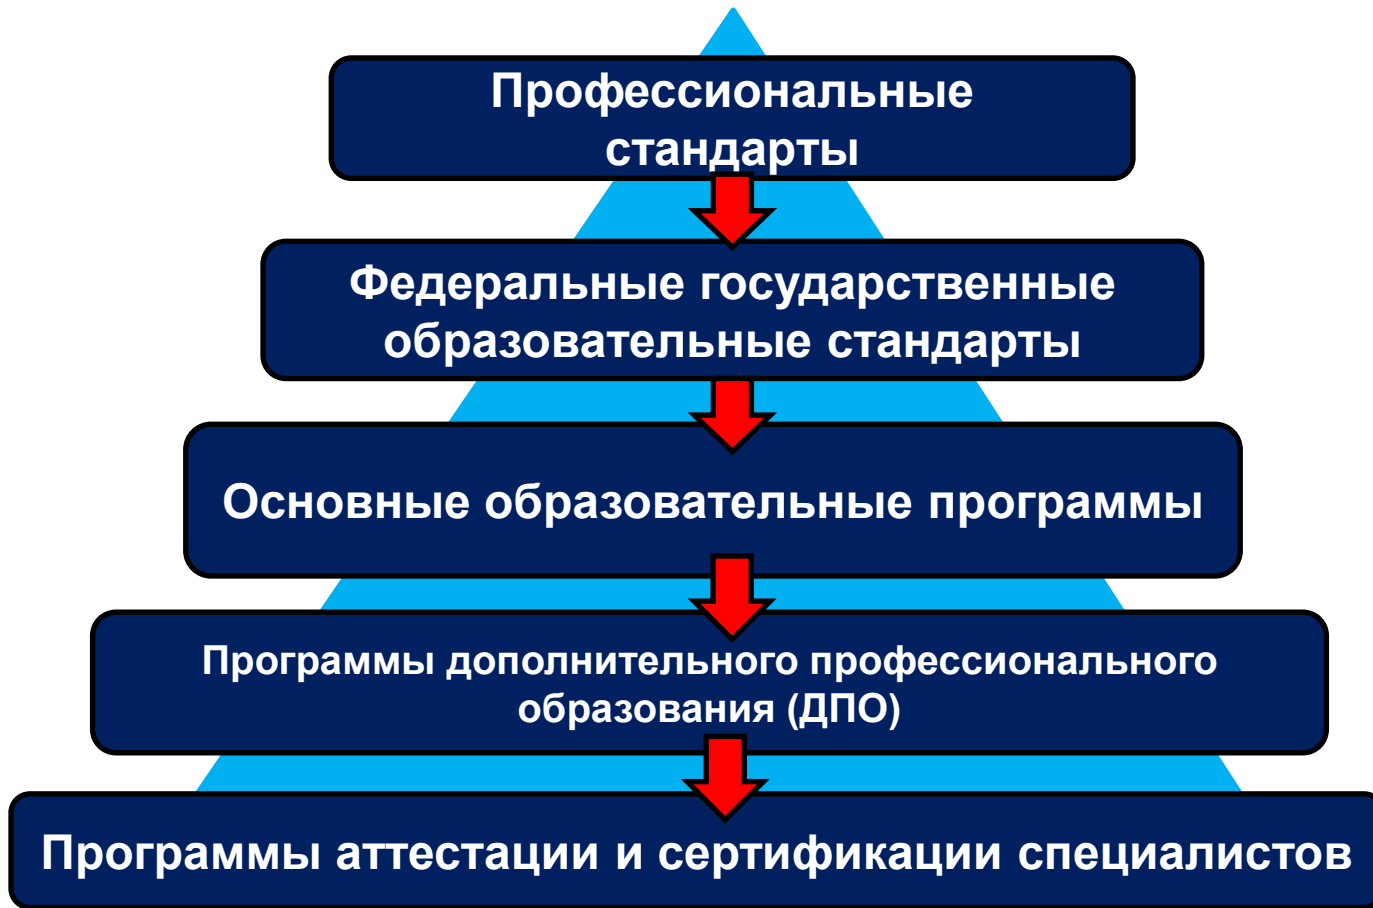 Профессиональные
стандарты
Федеральные государственные
образовательные стандарты
Основные образовательные программы
Программы дополнительного профессионального
образования (ДПО)
Программы аттестации и сертификации специалистов